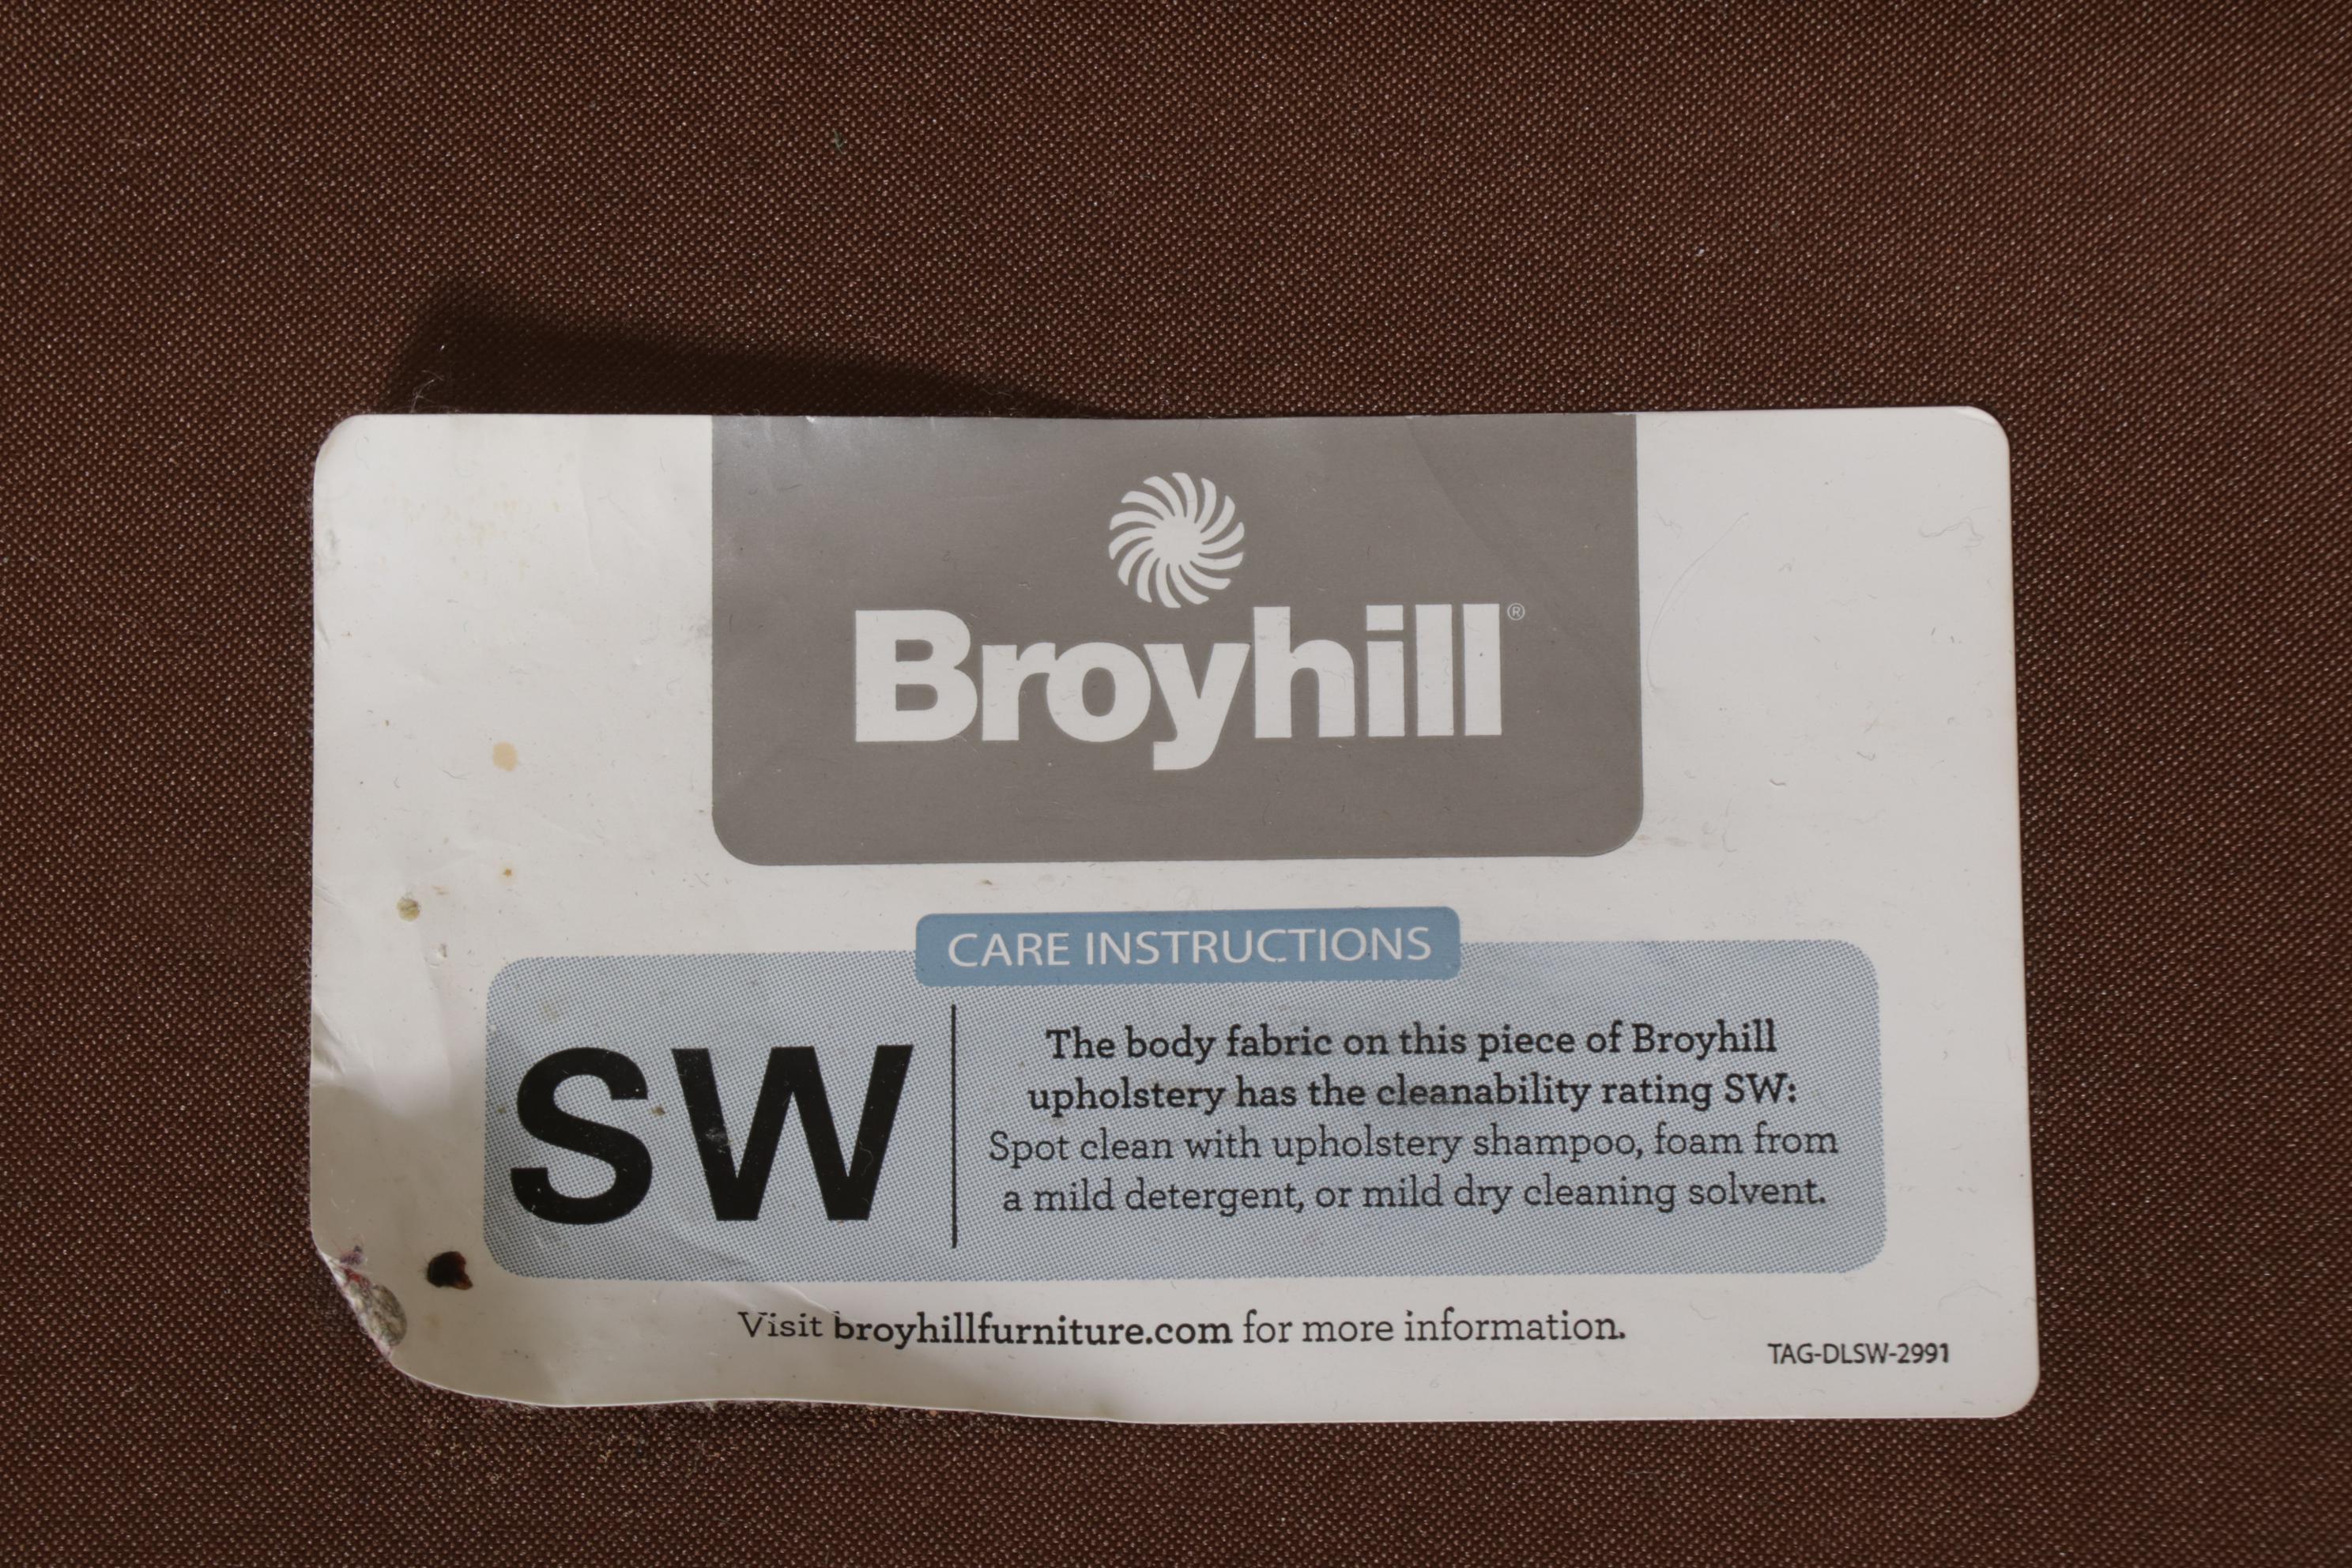 Broyhill®
CARE INSTRUCTIONS
SW
The body fabric on this piece of Broyhill
upholstery has the cleanability rating SW:
Spot clean with upholstery shampoo, foam from
a mild detergent, or mild dry cleaning solvent.
Visit broyhillfurniture.com for more information.
TAG-DLSW-2991